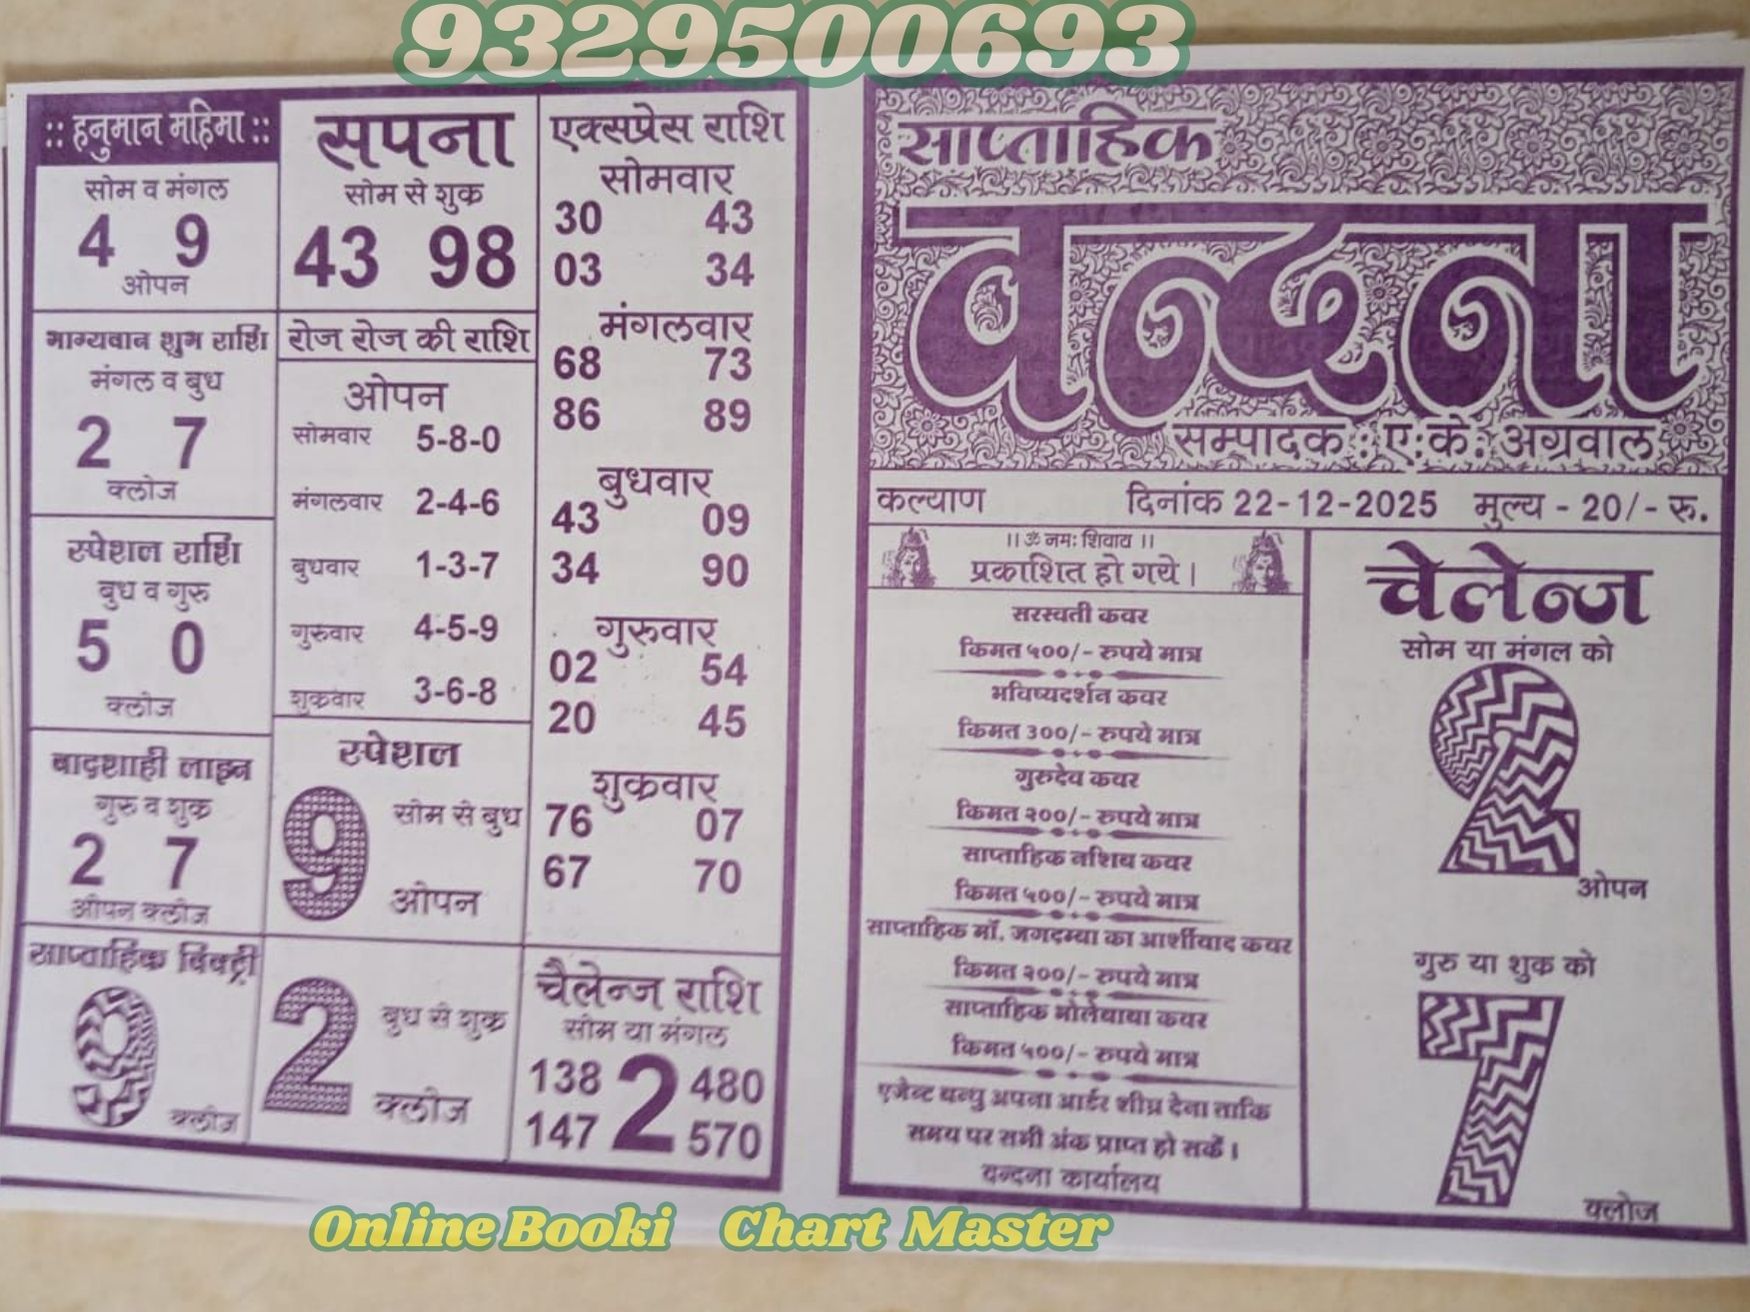 9329500693
:: हनुमान महिमा ::
सोम व मंगल
4 9
ओपन
भाग्यवान शुभ राशि
मंगल व बुध
2 7
क्लोज
स्पेशल राशि
बुध व गुरु
5 0
क्लोज
बादशाही लाइन
गुरु व शुक्र
2 7
ओपन क्लोज
साप्ताहिक विक्ट्री
9
क्लोज
सपना
सोम से शुक्र
43 98
रोज रोज की राशि
ओपन
सोमवार 5-8-0
मंगलवार 2-4-6
बुधवार 1-3-7
गुरुवार 4-5-9
शुक्रवार 3-6-8
स्पेशल
9 सोम से बुध
ओपन
2 बुध से शुक्र
क्लोज
एक्सप्रेस राशि
सोमवार
30 43
03 34
मंगलवार
68 73
86 89
बुधवार
43 09
34 90
गुरुवार
02 54
20 45
शुक्रवार
76 07
67 70
चैलेन्ज राशि
सोम या मंगल
138 2 480
147 570
साप्ताहिक
वन्दना
सम्पादक : ए.के. अग्रवाल
कल्याण दिनांक 22-12-2025 मुल्य - 20/- रु.
।। ॐ नमः शिवाय ।।
प्रकाशित हो गये।
सरस्वती कवर
किमत ५००/- रुपये मात्र
भविष्यदर्शन कवर
किमत ३००/- रुपये मात्र
गुरुदेव कवर
किमत २००/- रुपये मात्र
साप्ताहिक नशिब कवर
किमत ५००/- रुपये मात्र
साप्ताहिक माँ. जगदम्बा का आर्शीवाद कवर
किमत २००/- रुपये मात्र
साप्ताहिक भोलेबाबा कवर
किमत ५००/- रुपये मात्र
एजेन्ट बन्धु अपना आर्डर शीघ्र देना ताकि
समय पर सभी अंक प्राप्त हो सकें।
वन्दना कार्यालय
चेलेन्ज
सोम या मंगल को
2
ओपन
गुरु या शुक्र को
7
क्लोज
Online Booki Chart Master